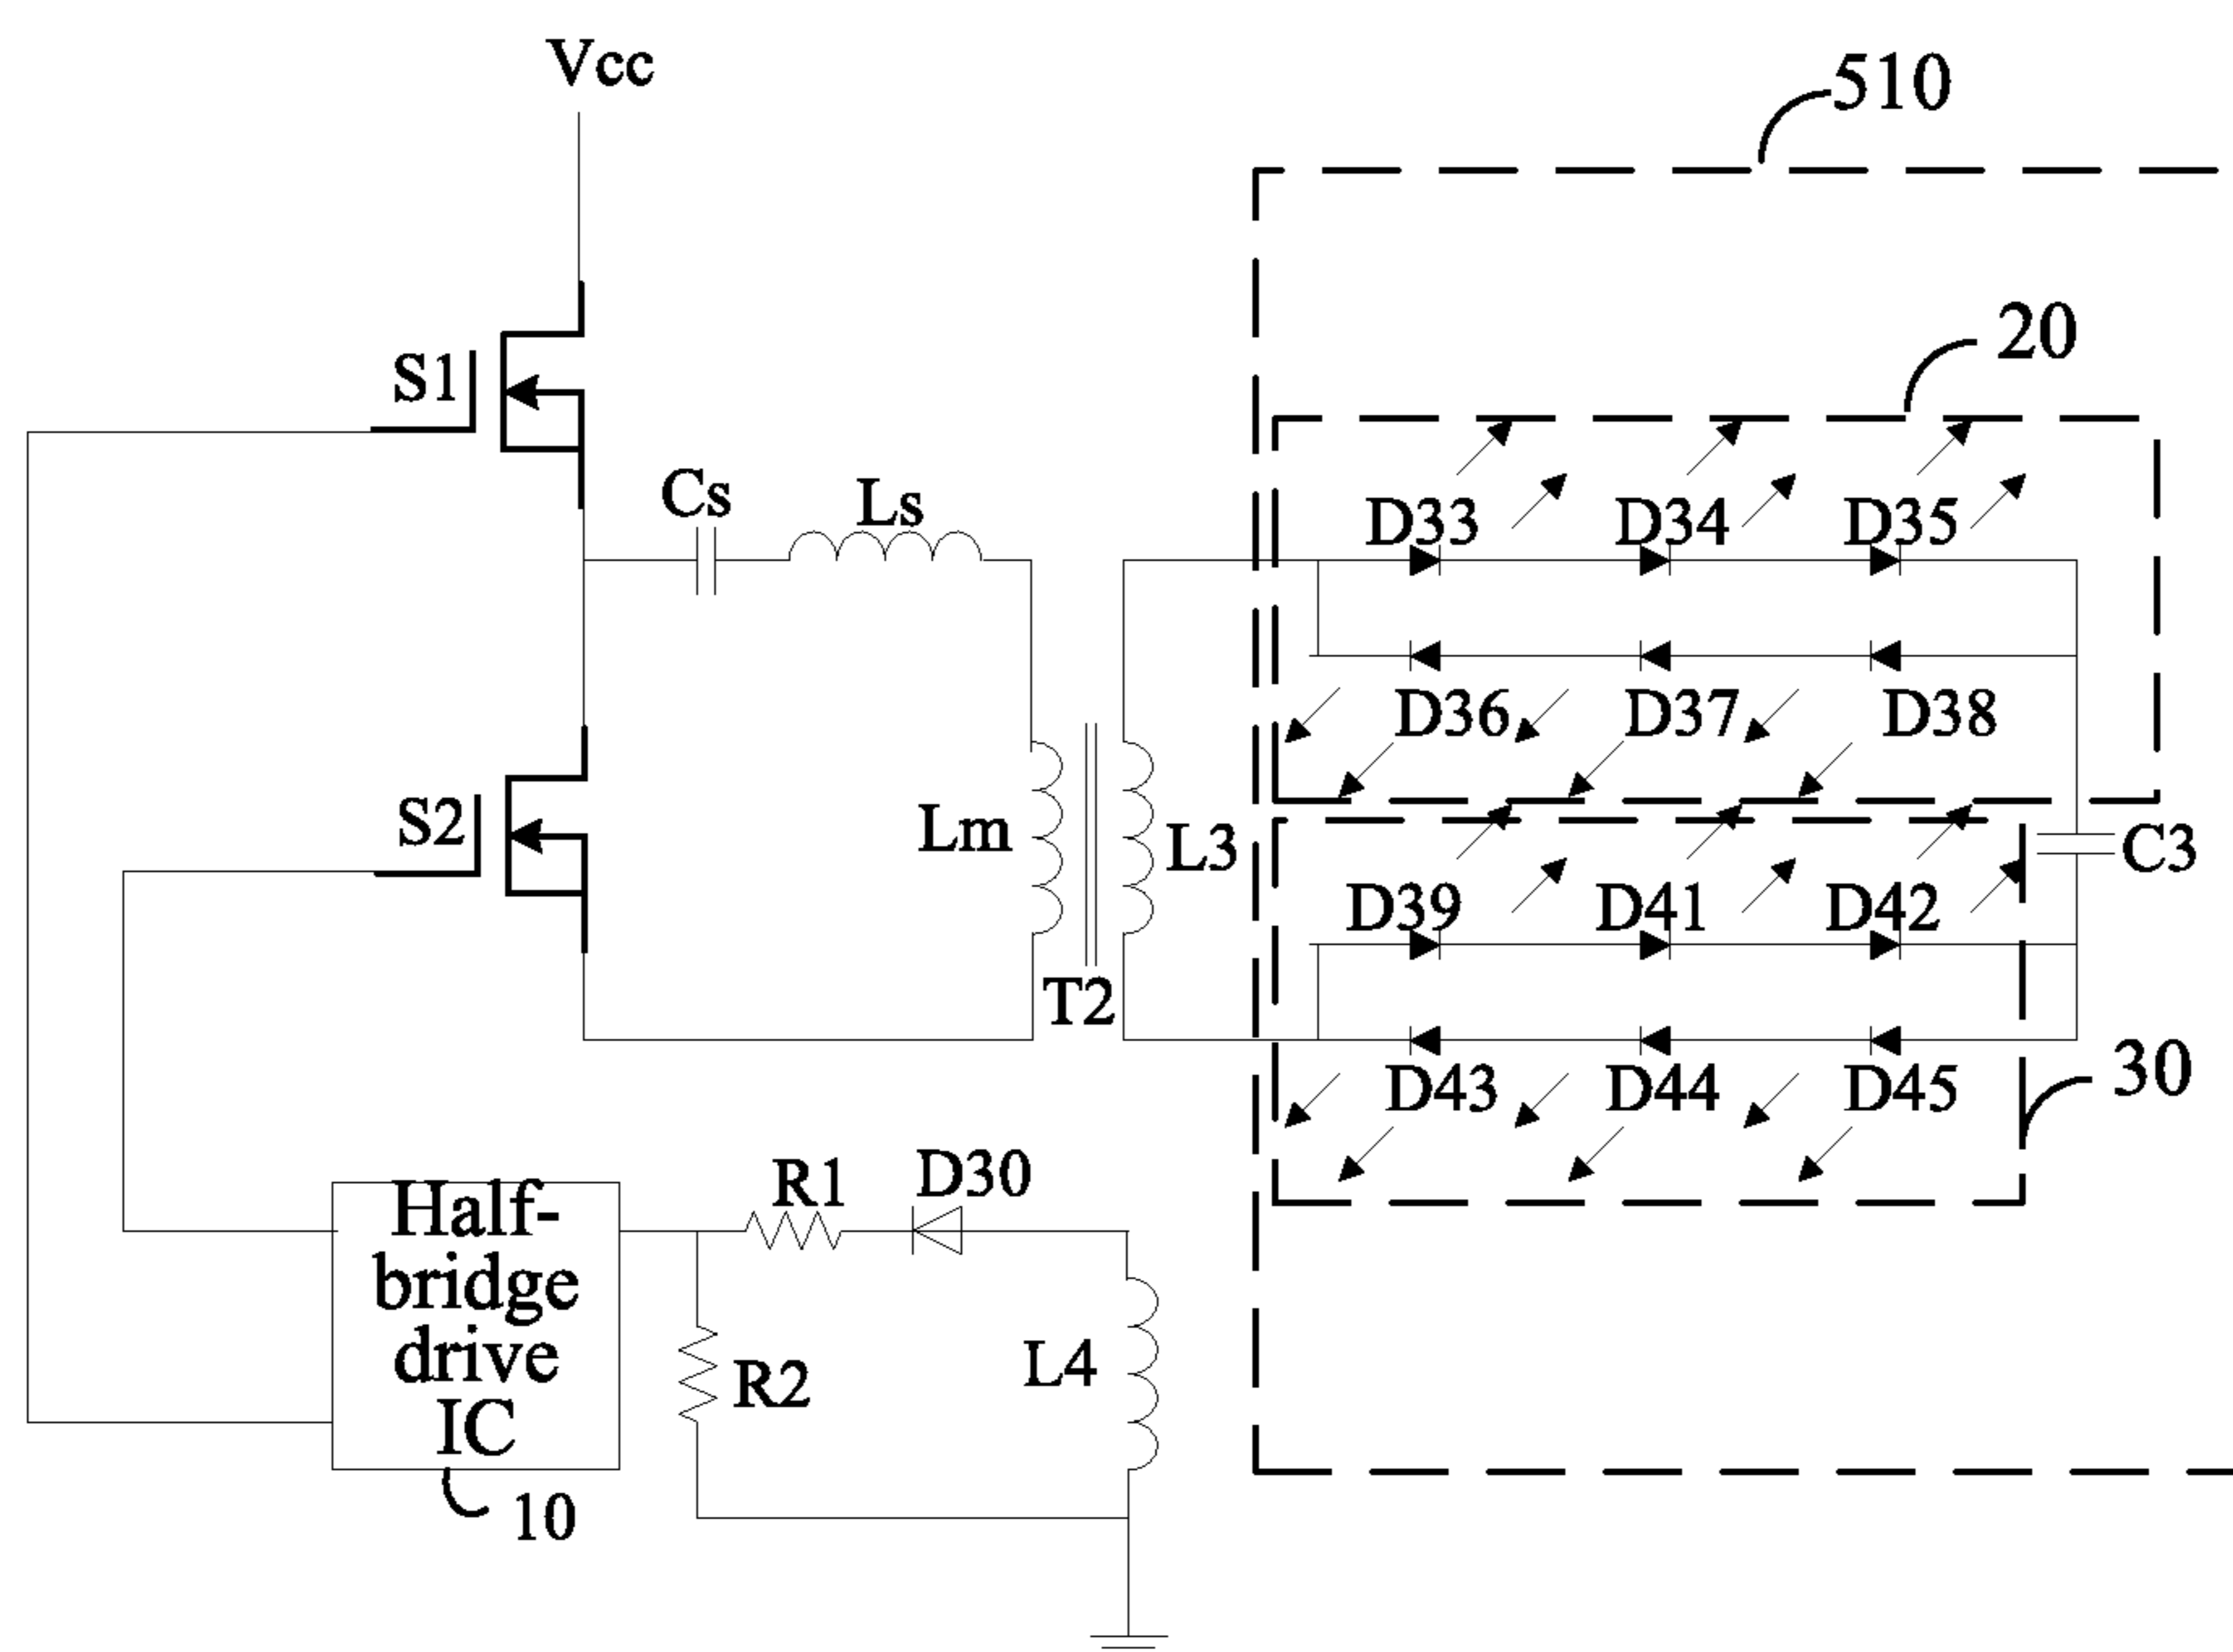 Vcc
510
20
S1
Cs
Ls
D33
D34
D35
D36
D37
D38
S2
Lm
L3
C3
D39
D41
D42
T2
D43
D44
D45
30
Half-
bridge
drive
IC
10
R1
D30
R2
L4